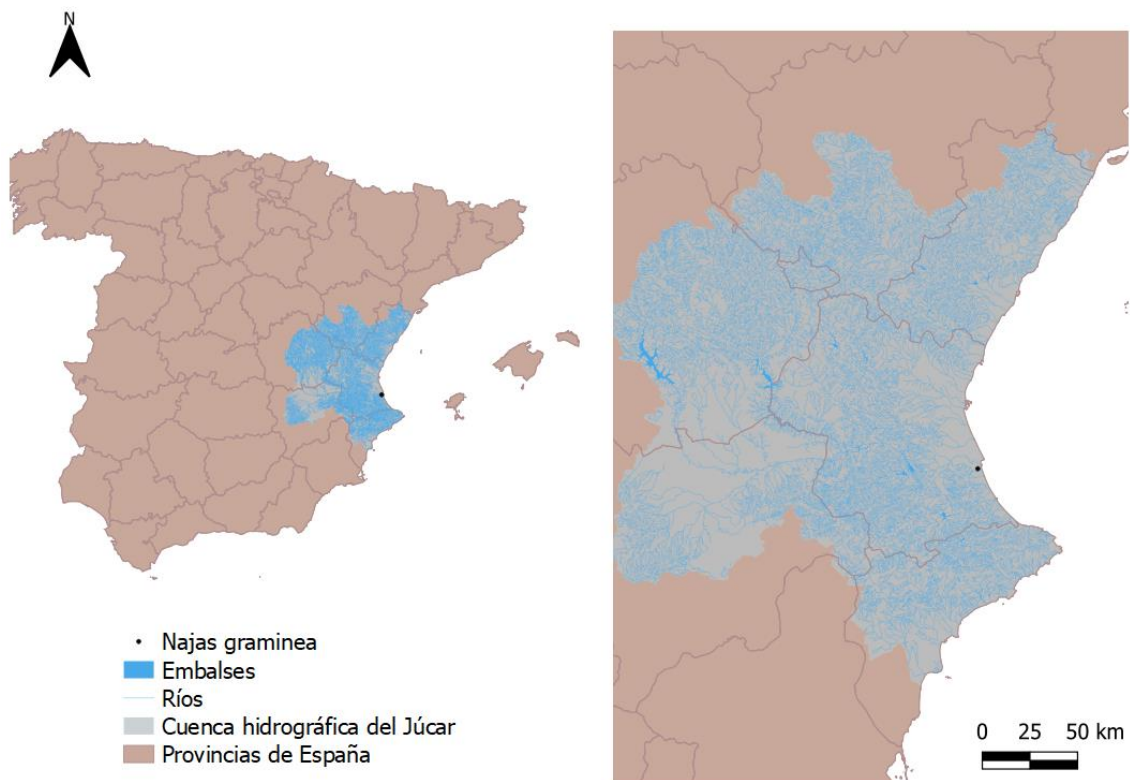 N
Najas graminea
Embalses
Ríos
Cuenca hidrográfica del Júcar
Provincias de España
0 25 50 km